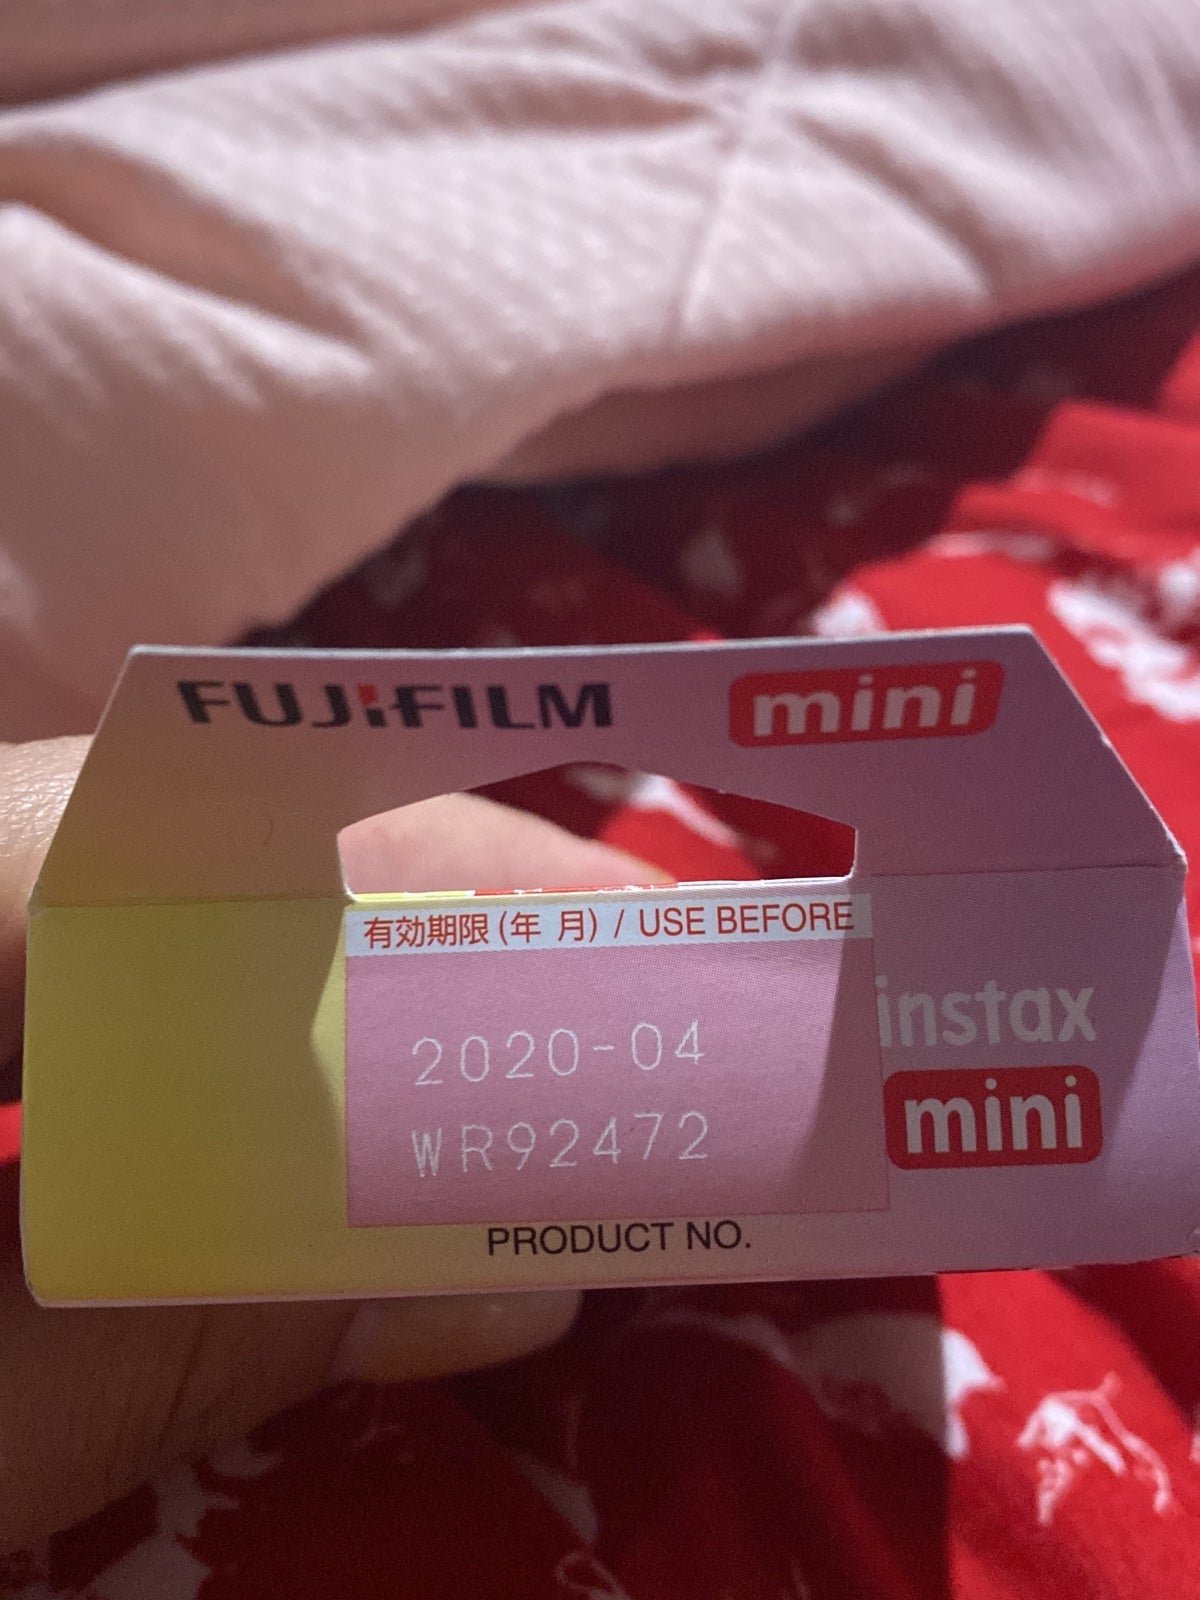 FUJIFILM mini
有効期限 (年 月) / USE BEFORE
2020-04
WR92472
instax
mini
PRODUCT NO.